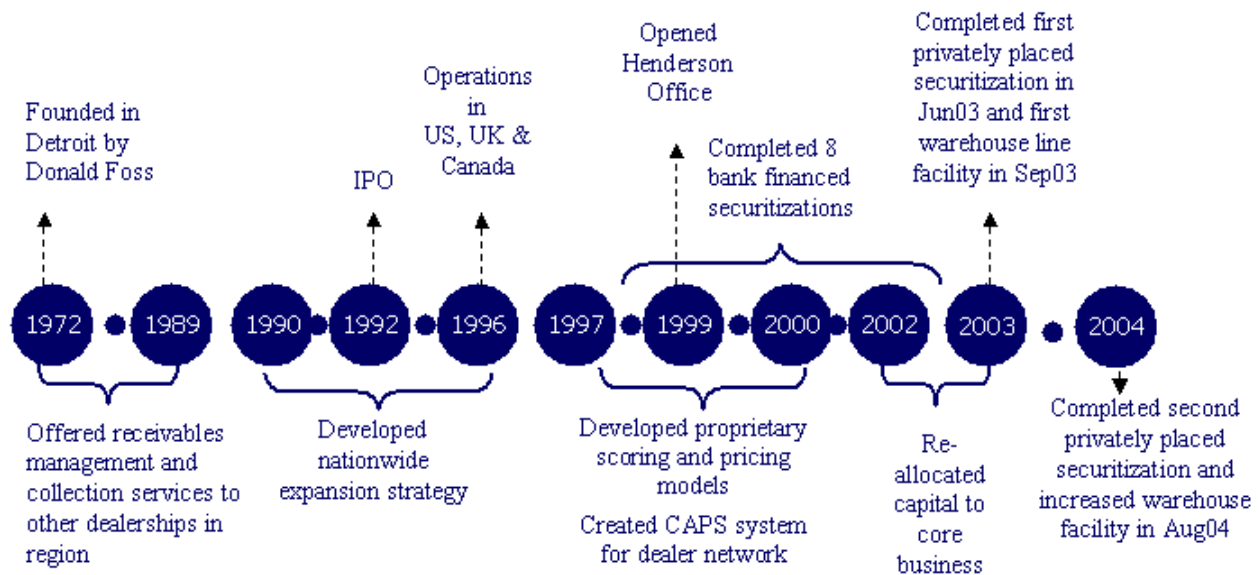 Founded in
Detroit by
Donald Foss
IPO
Operations
in
US, UK &
Canada
Opened
Henderson
Office
Completed 8
bank financed
securitizations
Completed first
privately placed
securitization in
Jun03 and first
warehouse line
facility in Sep03
1972
1989
1990
1992
1996
1997
1999
2000
2002
2003
2004
Offered receivables
management and
collection services to
other dealerships in
region
Developed
nationwide
expansion strategy
Developed proprietary
scoring and pricing
models
Created CAPS system
for dealer network
Re-
allocated
capital to
core
business
Completed second
privately placed
securitization and
increased warehouse
facility in Aug04